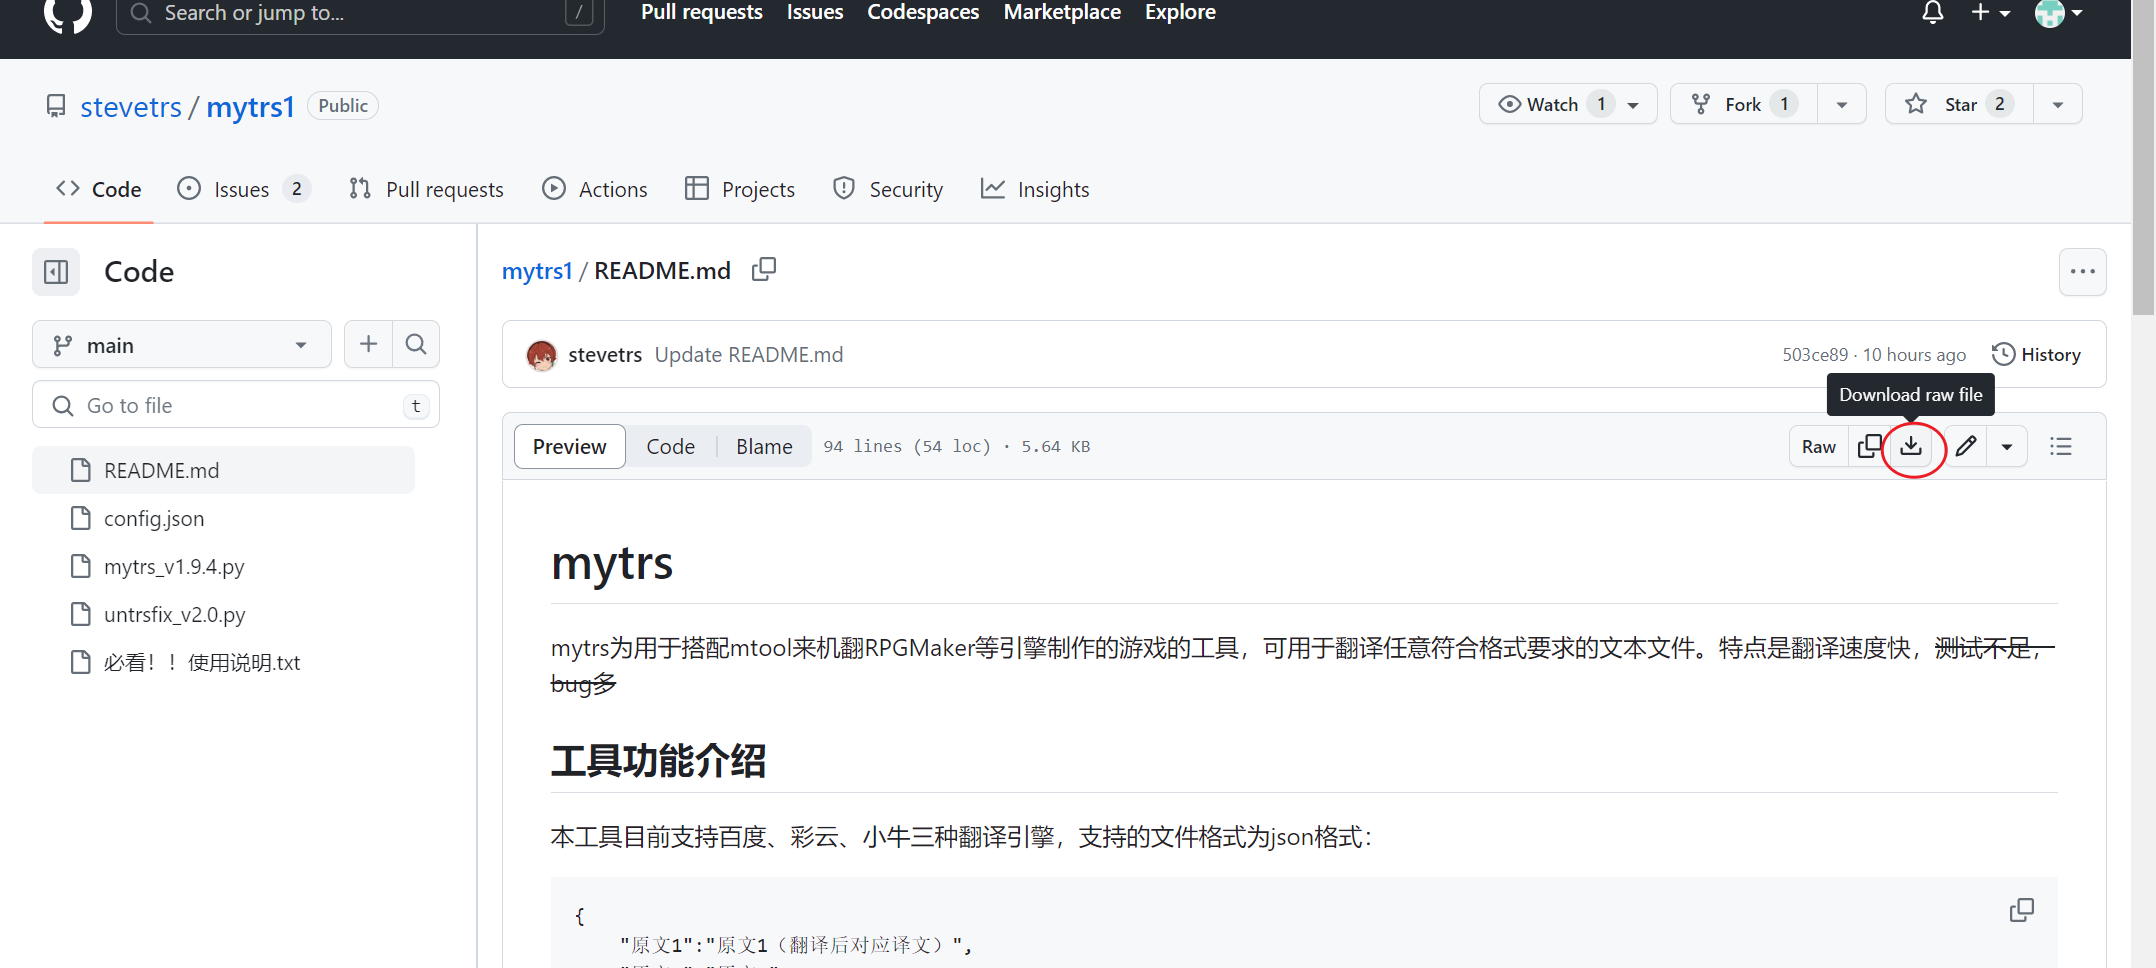 Search or jump to... /
Pull requests Issues Codespaces Marketplace Explore
stevetrs / mytrs1 Public
Watch 1 Fork 1 Star 2
Code Issues 2 Pull requests Actions Projects Security Insights
Code
main
Go to file t
README.md
config.json
mytrs_v1.9.4.py
untrsfix_v2.0.py
必看！！使用说明.txt
mytrs1 / README.md
stevetrs Update README.md 503ce89 · 10 hours ago History
Download raw file
Preview Code Blame 94 lines (54 loc) · 5.64 KB Raw
mytrs
mytrs为用于搭配mtool来机翻RPGMaker等引擎制作的游戏的工具，可用于翻译任意符合格式要求的文本文件。特点是翻译速度快，测试不足，
bug多
工具功能介绍
本工具目前支持百度、彩云、小牛三种翻译引擎，支持的文件格式为json格式：
{
"原文1":"原文1（翻译后对应译文）",